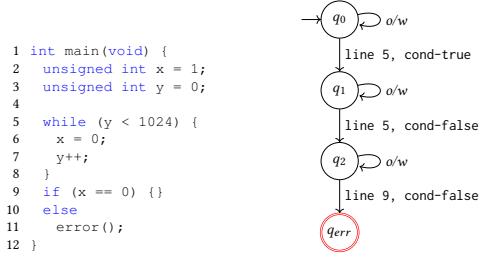 1 int main(void) {
2 unsigned int x = 1;
3 unsigned int y = 0;
4
5 while (y < 1024) {
6 x = 0;
7 y++;
8 }
9 if (x == 0) {}
10 else
11 error();
12 }
q0 o/w
line 5, cond-true
q1 o/w
line 5, cond-false
q2 o/w
line 9, cond-false
qerr